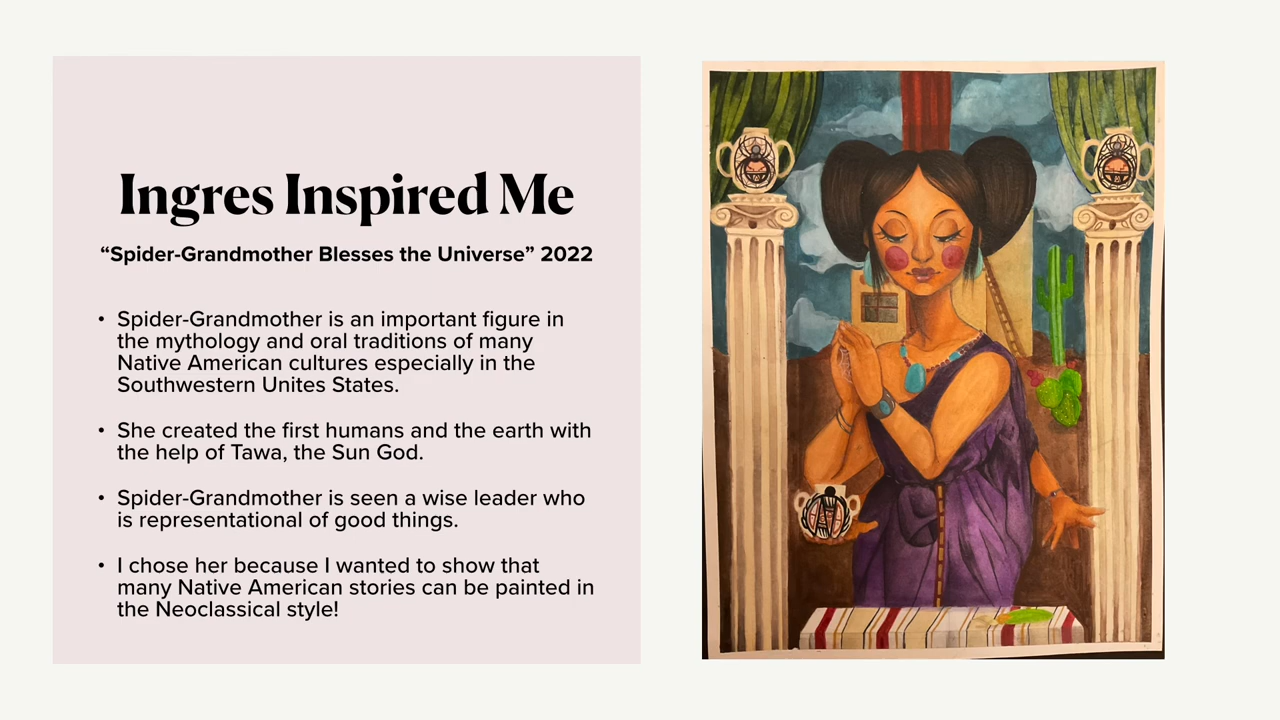 Ingres Inspired Me
“Spider-Grandmother Blesses the Universe” 2022
• Spider-Grandmother is an important figure in
the mythology and oral traditions of many
Native American cultures especially in the
Southwestern Unites States.
• She created the first humans and the earth with
the help of Tawa, the Sun God.
• Spider-Grandmother is seen a wise leader who
is representational of good things.
• I chose her because I wanted to show that
many Native American stories can be painted in
the Neoclassical style!